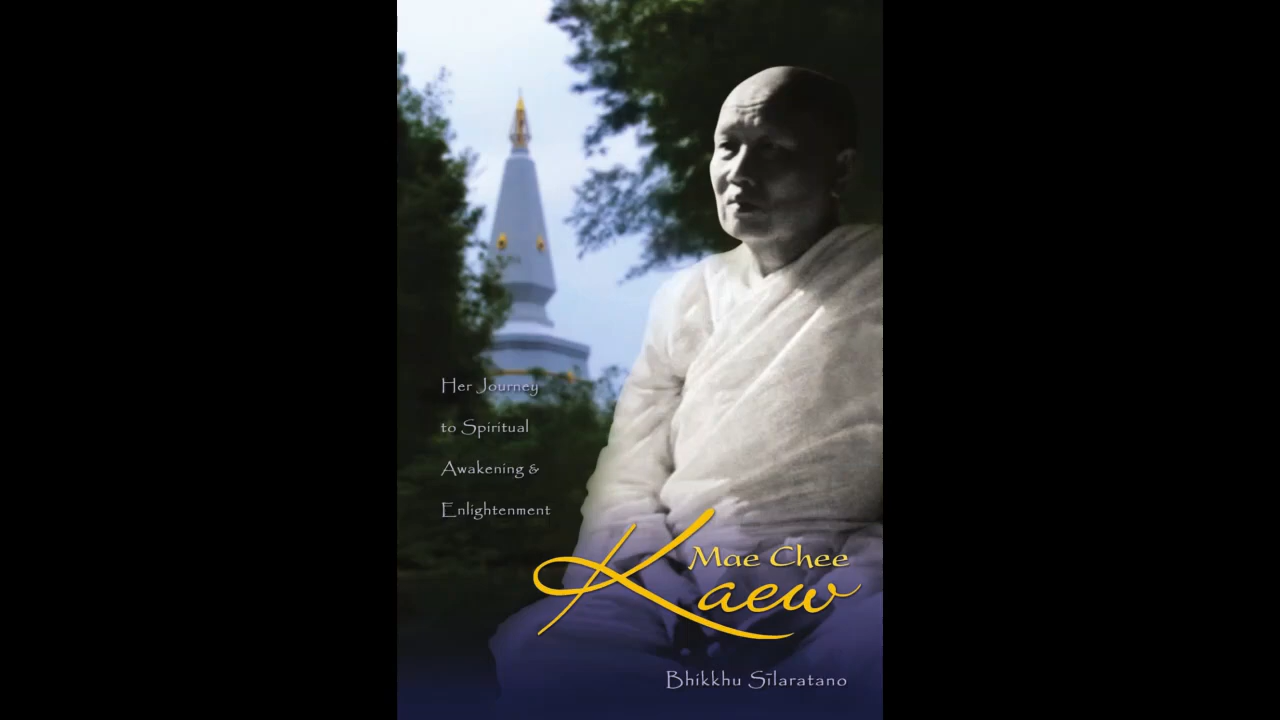 Her Journey
to Spiritual
Awakening &
Enlightenment
Mae Chee
Kaew
Bhikkhu Sīlaratano